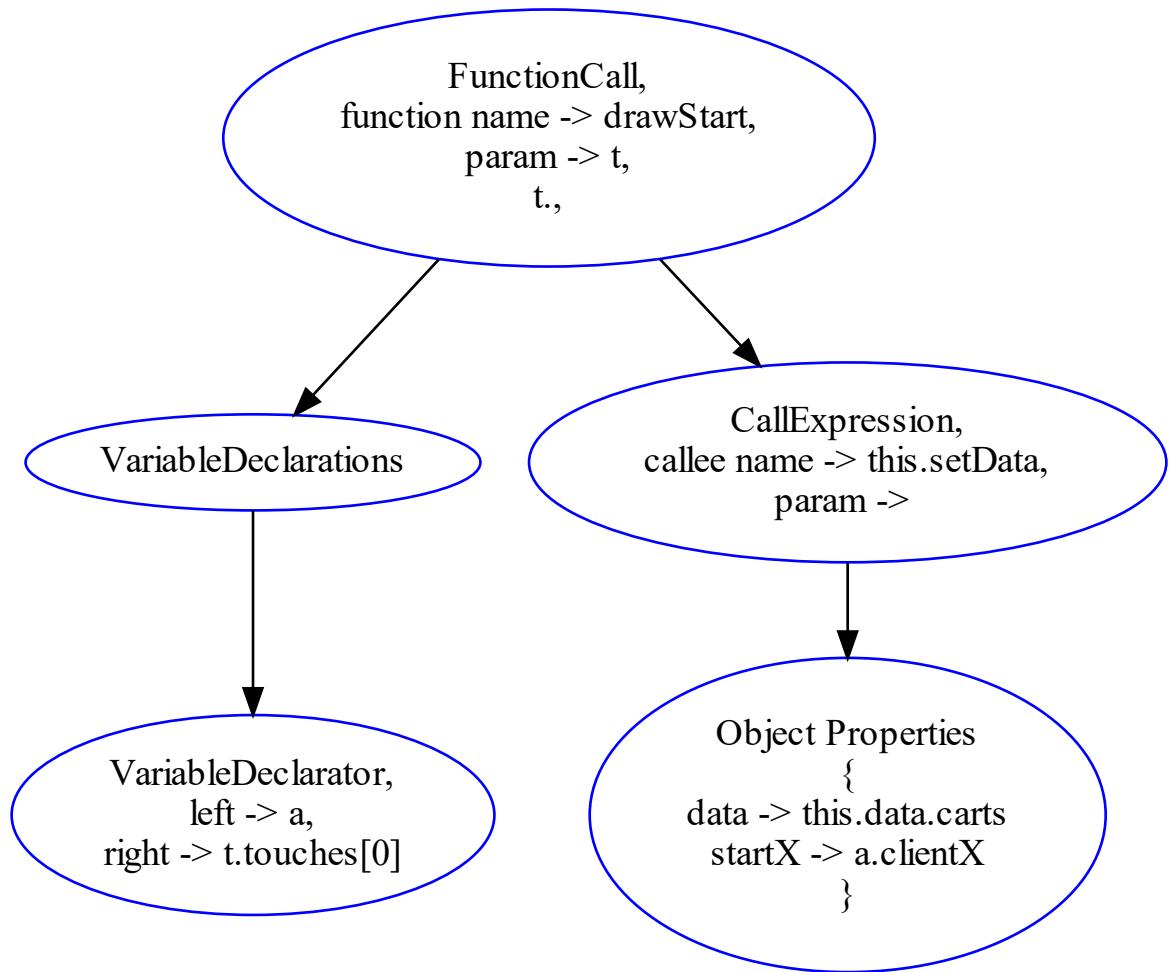 FunctionCall,
function name -> drawStart,
param -> t,
t.,
VariableDeclarations
CallExpression,
callee name -> this.setData,
param ->
VariableDeclarator,
left -> a,
right -> t.touches[0]
Object Properties
{
data -> this.data.carts
startX -> a.clientX
}